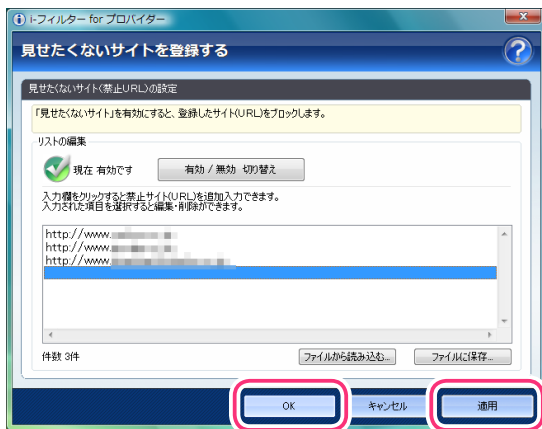 i-フィルター for プロバイダー
見せたくないサイトを登録する
見せたくないサイト(禁止URL)の設定
「見せたくないサイト」を有効にすると、登録したサイト(URL)をブロックします。
リストの編集
現在 有効です
有効 / 無効 切り替え
入力欄をクリックすると禁止サイト(URL)を追加入力できます。
入力された項目を選択すると編集・削除ができます。
http://www.
http://www.
http://www.
件数 3件
ファイルから読み込む...
ファイルに保存...
OK
キャンセル
適用